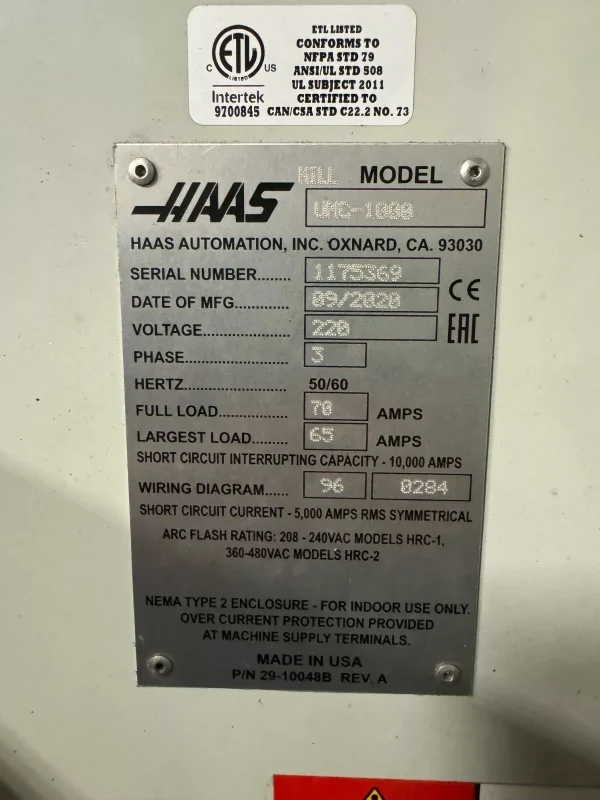 ETL LISTED
CONFORMS TO
NFPA STD 79
ANSI/UL STD 508
UL SUBJECT 2011
CERTIFIED TO
CAN/CSA STD C22.2 NO. 73
C ETL US
LISTED
Intertek
9700845
HAAS MILL MODEL
UMC-1000
HAAS AUTOMATION, INC. OXNARD, CA. 93030
SERIAL NUMBER....... 1175369
DATE OF MFG........... 09/2020
CE
VOLTAGE................. 220
EAC
PHASE..................... 3
HERTZ..................... 50/60
FULL LOAD.............. 70 AMPS
LARGEST LOAD........ 65 AMPS
SHORT CIRCUIT INTERRUPTING CAPACITY - 10,000 AMPS
WIRING DIAGRAM...... 96 0284
SHORT CIRCUIT CURRENT - 5,000 AMPS RMS SYMMETRICAL
ARC FLASH RATING: 208 - 240VAC MODELS HRC-1,
360-480VAC MODELS HRC-2
NEMA TYPE 2 ENCLOSURE - FOR INDOOR USE ONLY.
OVER CURRENT PROTECTION PROVIDED
AT MACHINE SUPPLY TERMINALS.
MADE IN USA
P/N 29-10048B REV. A